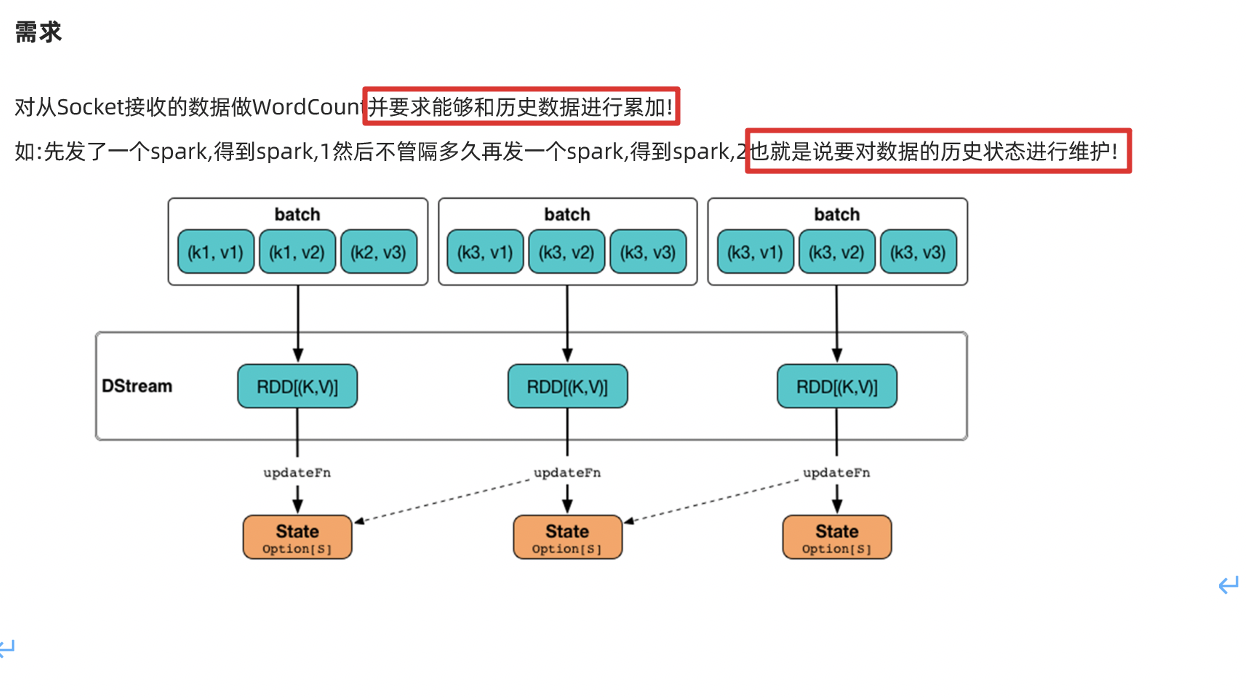 需求
对从Socket接收的数据做WordCount并要求能够和历史数据进行累加!
如:先发了一个spark,得到spark,1然后不管隔多久再发一个spark,得到spark,2也就是说要对数据的历史状态进行维护!
batch batch batch
(k1, v1) (k1, v2) (k2, v3) (k3, v1) (k3, v2) (k3, v3) (k3, v1) (k3, v2) (k3, v3)
DStream RDD[(K,V)] RDD[(K,V)] RDD[(K,V)]
updateFn updateFn updateFn
State State State
Option[S] Option[S] Option[S]